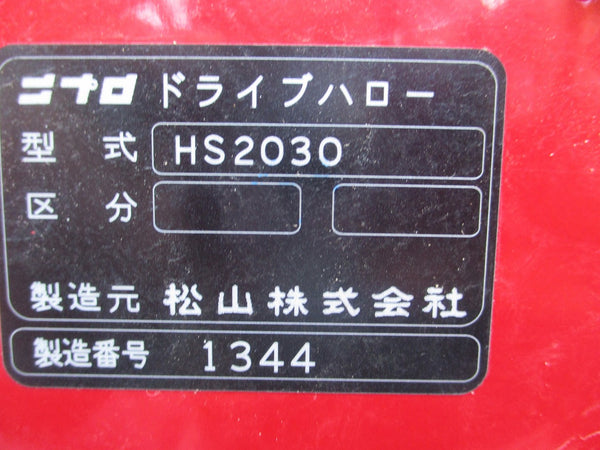 ニプロ ドライブハロー
型式 HS2030
区分
製造元 松山株式会社
製造番号 1344